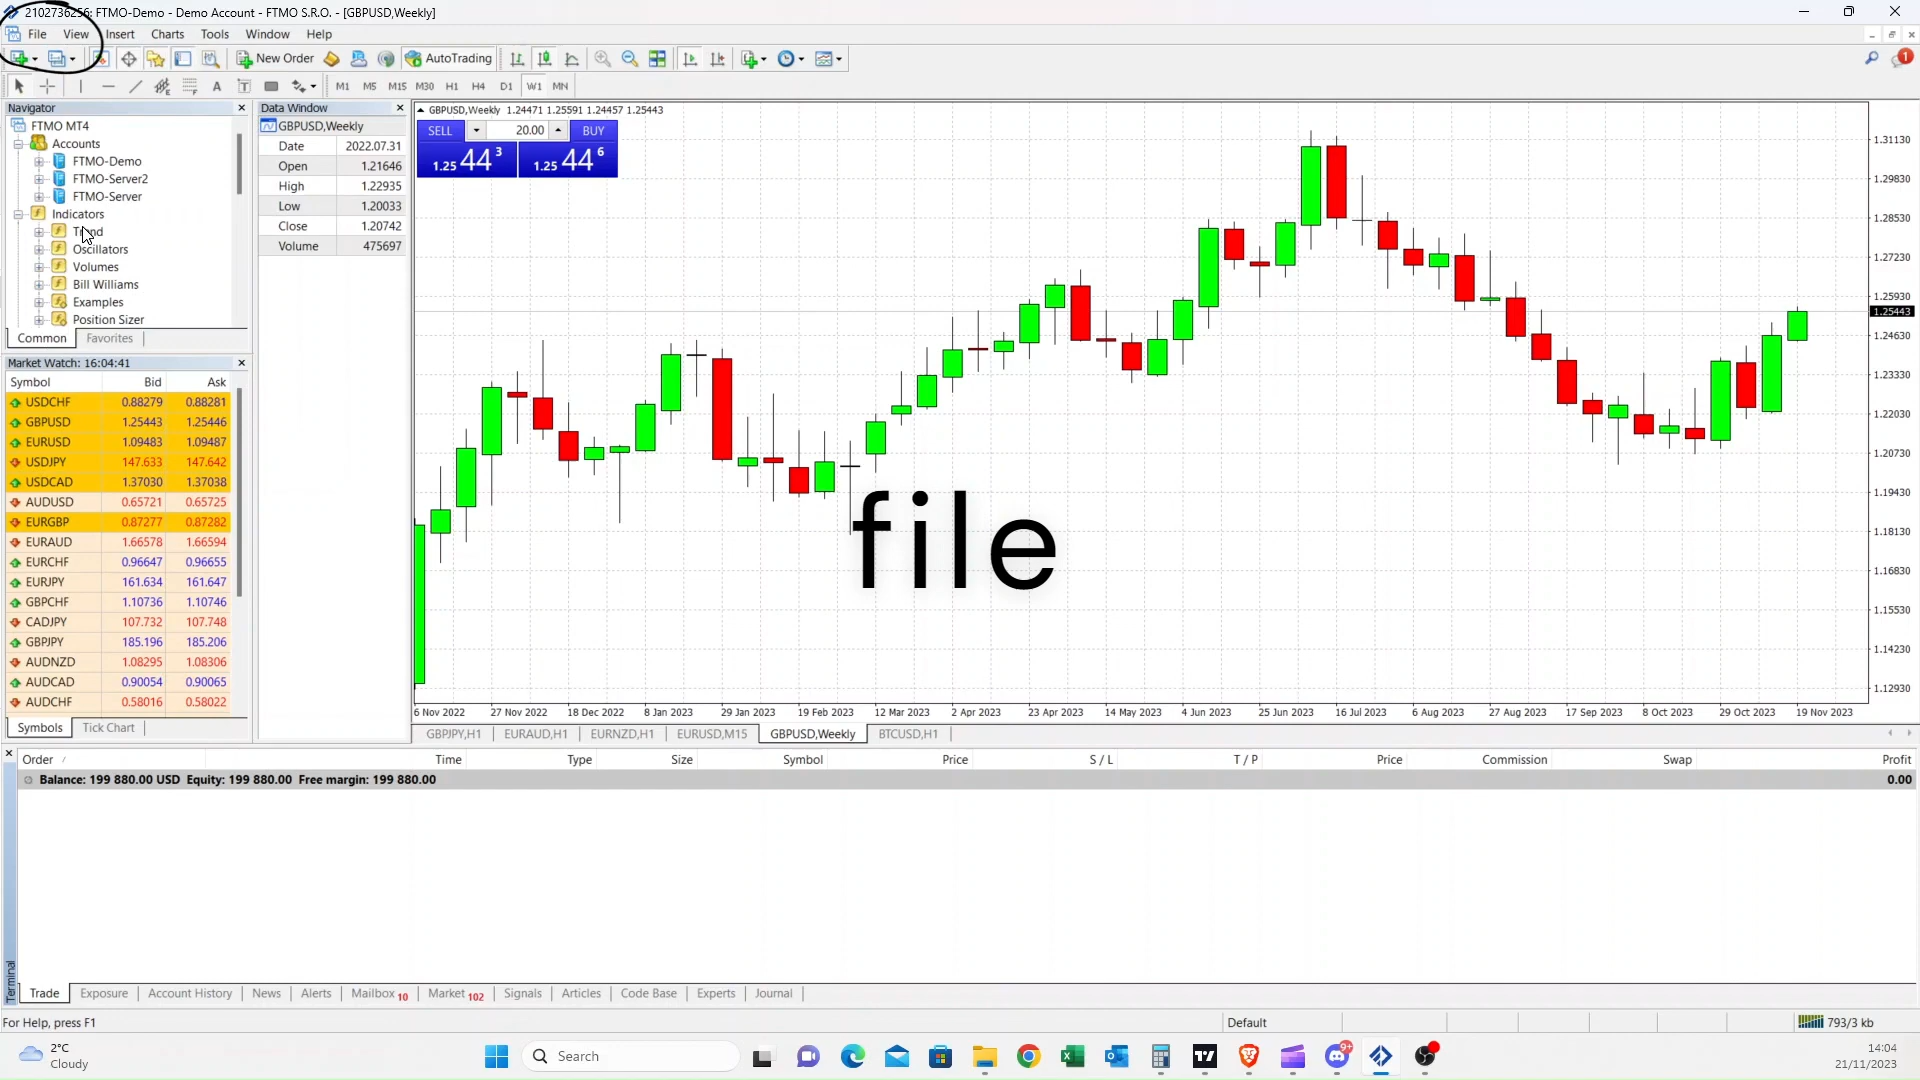 2102736256: FTMO-Demo - Demo Account - FTMO S.R.O. - [GBPUSD,Weekly]
File View Insert Charts Tools Window Help
New Order AutoTrading 1
A T M1 M5 M15 M30 H1 H4 D1 W1 MN
Navigator
FTMO MT4
Accounts
FTMO-Demo
FTMO-Server2
FTMO-Server
Indicators
Trend
Oscillators
Volumes
Bill Williams
Examples
Position Sizer
Common Favorites
Data Window
GBPUSD,Weekly
Date 2022.07.31
Open 1.21646
High 1.22935
Low 1.20033
Close 1.20742
Volume 475697
GBPUSD,Weekly 1.24471 1.25591 1.24457 1.25443
SELL 20.00 BUY
1.25 44 3 1.25 44 6
1.31130
1.29830
1.28530
1.27230
1.25930
1.25443
1.24630
1.23330
1.22030
1.20730
1.19430
1.18130
1.16830
1.15530
1.14230
1.12930
file
6 Nov 2022 27 Nov 2022 18 Dec 2022 8 Jan 2023 29 Jan 2023 19 Feb 2023 12 Mar 2023 2 Apr 2023 23 Apr 2023 14 May 2023 4 Jun 2023 25 Jun 2023 16 Jul 2023 6 Aug 2023 27 Aug 2023 17 Sep 2023 8 Oct 2023 29 Oct 2023 19 Nov 2023
GBPJPY,H1 EURAUD,H1 EURNZD,H1 EURUSD,M15 GBPUSD,Weekly BTCUSD,H1
Market Watch: 16:04:41
Symbol Bid Ask
USDCHF 0.88279 0.88281
GBPUSD 1.25443 1.25446
EURUSD 1.09483 1.09487
USDJPY 147.633 147.642
USDCAD 1.37030 1.37038
AUDUSD 0.65721 0.65725
EURGBP 0.87277 0.87282
EURAUD 1.66578 1.66594
EURCHF 0.96647 0.96655
EURJPY 161.634 161.647
GBPCHF 1.10736 1.10746
CADJPY 107.732 107.748
GBPJPY 185.196 185.206
AUDNZD 1.08295 1.08306
AUDCAD 0.90054 0.90065
AUDCHF 0.58016 0.58022
Symbols Tick Chart
Order / Time Type Size Symbol Price S / L T / P Price Commission Swap Profit
Balance: 199 880.00 USD Equity: 199 880.00 Free margin: 199 880.00 0.00
Terminal
Trade Exposure Account History News Alerts Mailbox 10 Market 102 Signals Articles Code Base Experts Journal
For Help, press F1 Default 793/3 kb
2°C
Cloudy
Search
9+
14:04
21/11/2023